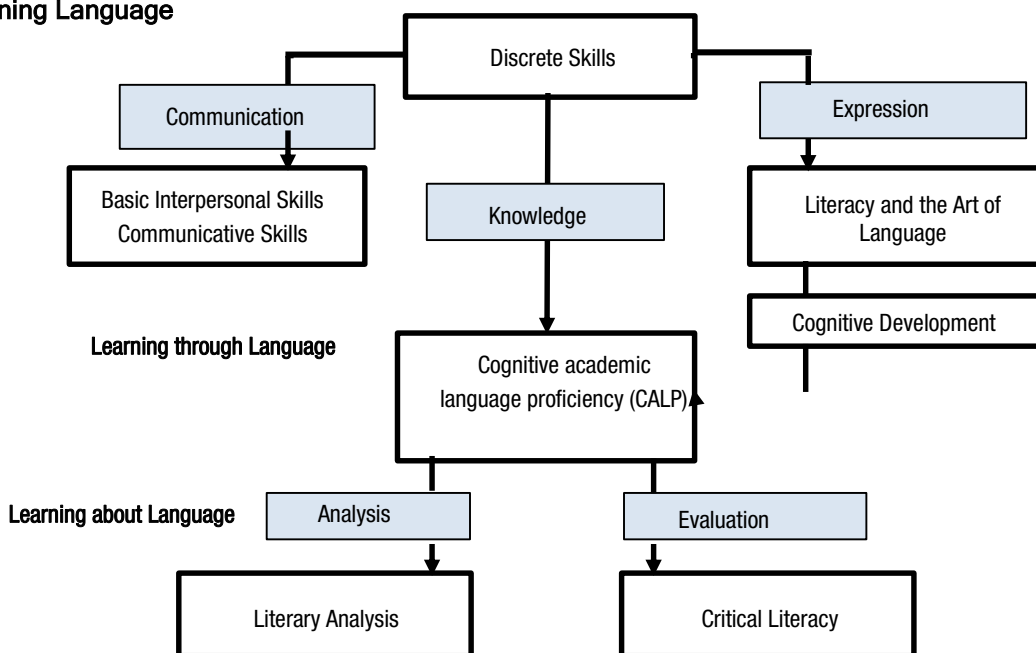 ning Language
Discrete Skills
Communication
Expression
Basic Interpersonal Skills
Communicative Skills
Knowledge
Literacy and the Art of
Language
Cognitive Development
Learning through Language
Cognitive academic
language proficiency (CALP)
Learning about Language
Analysis
Evaluation
Literary Analysis
Critical Literacy